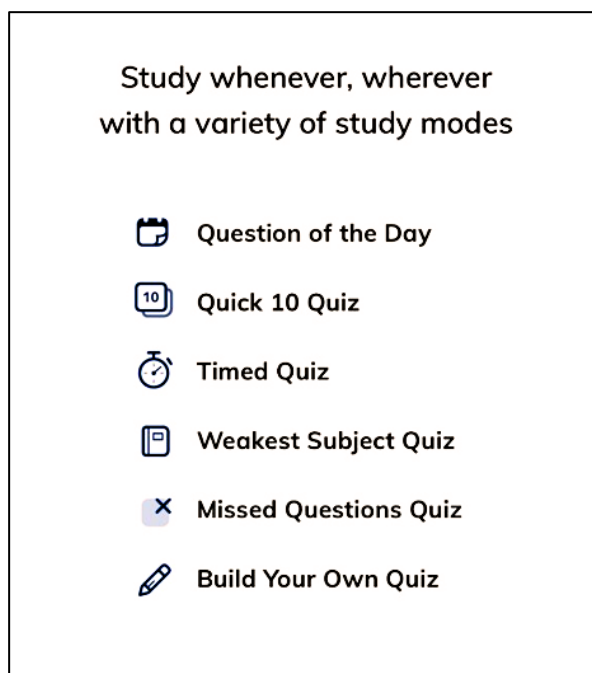 Study whenever, wherever
with a variety of study modes
Question of the Day
10 Quick 10 Quiz
Timed Quiz
Weakest Subject Quiz
Missed Questions Quiz
Build Your Own Quiz